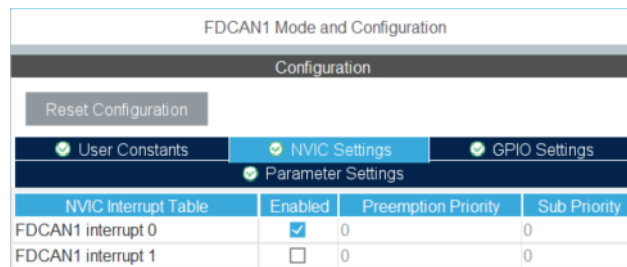 FDCAN1 Mode and Configuration
Configuration
Reset Configuration
User Constants NVIC Settings GPIO Settings
Parameter Settings
NVIC Interrupt Table Enabled Preemption Priority Sub Priority
FDCAN1 interrupt 0 0 0
FDCAN1 interrupt 1 0 0